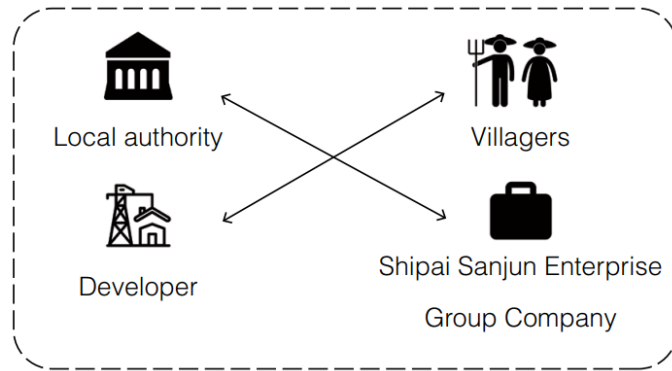 Local authority
Villagers
Developer
Shipai Sanjun Enterprise
Group Company